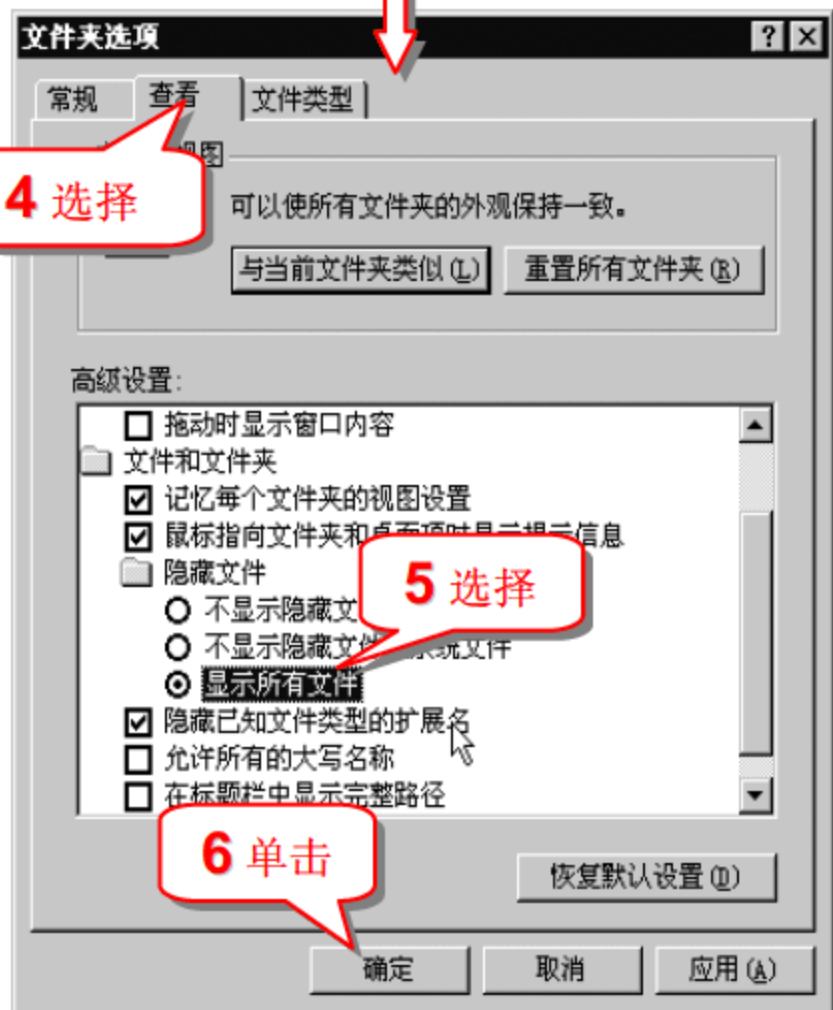 文件夹选项
常规 查看 文件类型
视图
4 选择
可以使所有文件夹的外观保持一致。
与当前文件夹类似(L) 重置所有文件夹(R)
高级设置:
拖动时显示窗口内容
文件和文件夹
记忆每个文件夹的视图设置
鼠标指向文件夹和桌面项时显示提示信息
隐藏文件
5 选择
不显示隐藏文
不显示隐藏文件 系统文件
显示所有文件
隐藏已知文件类型的扩展名
允许所有的大写名称
在标题栏中显示完整路径
6 单击
恢复默认设置(D)
确定 取消 应用(A)